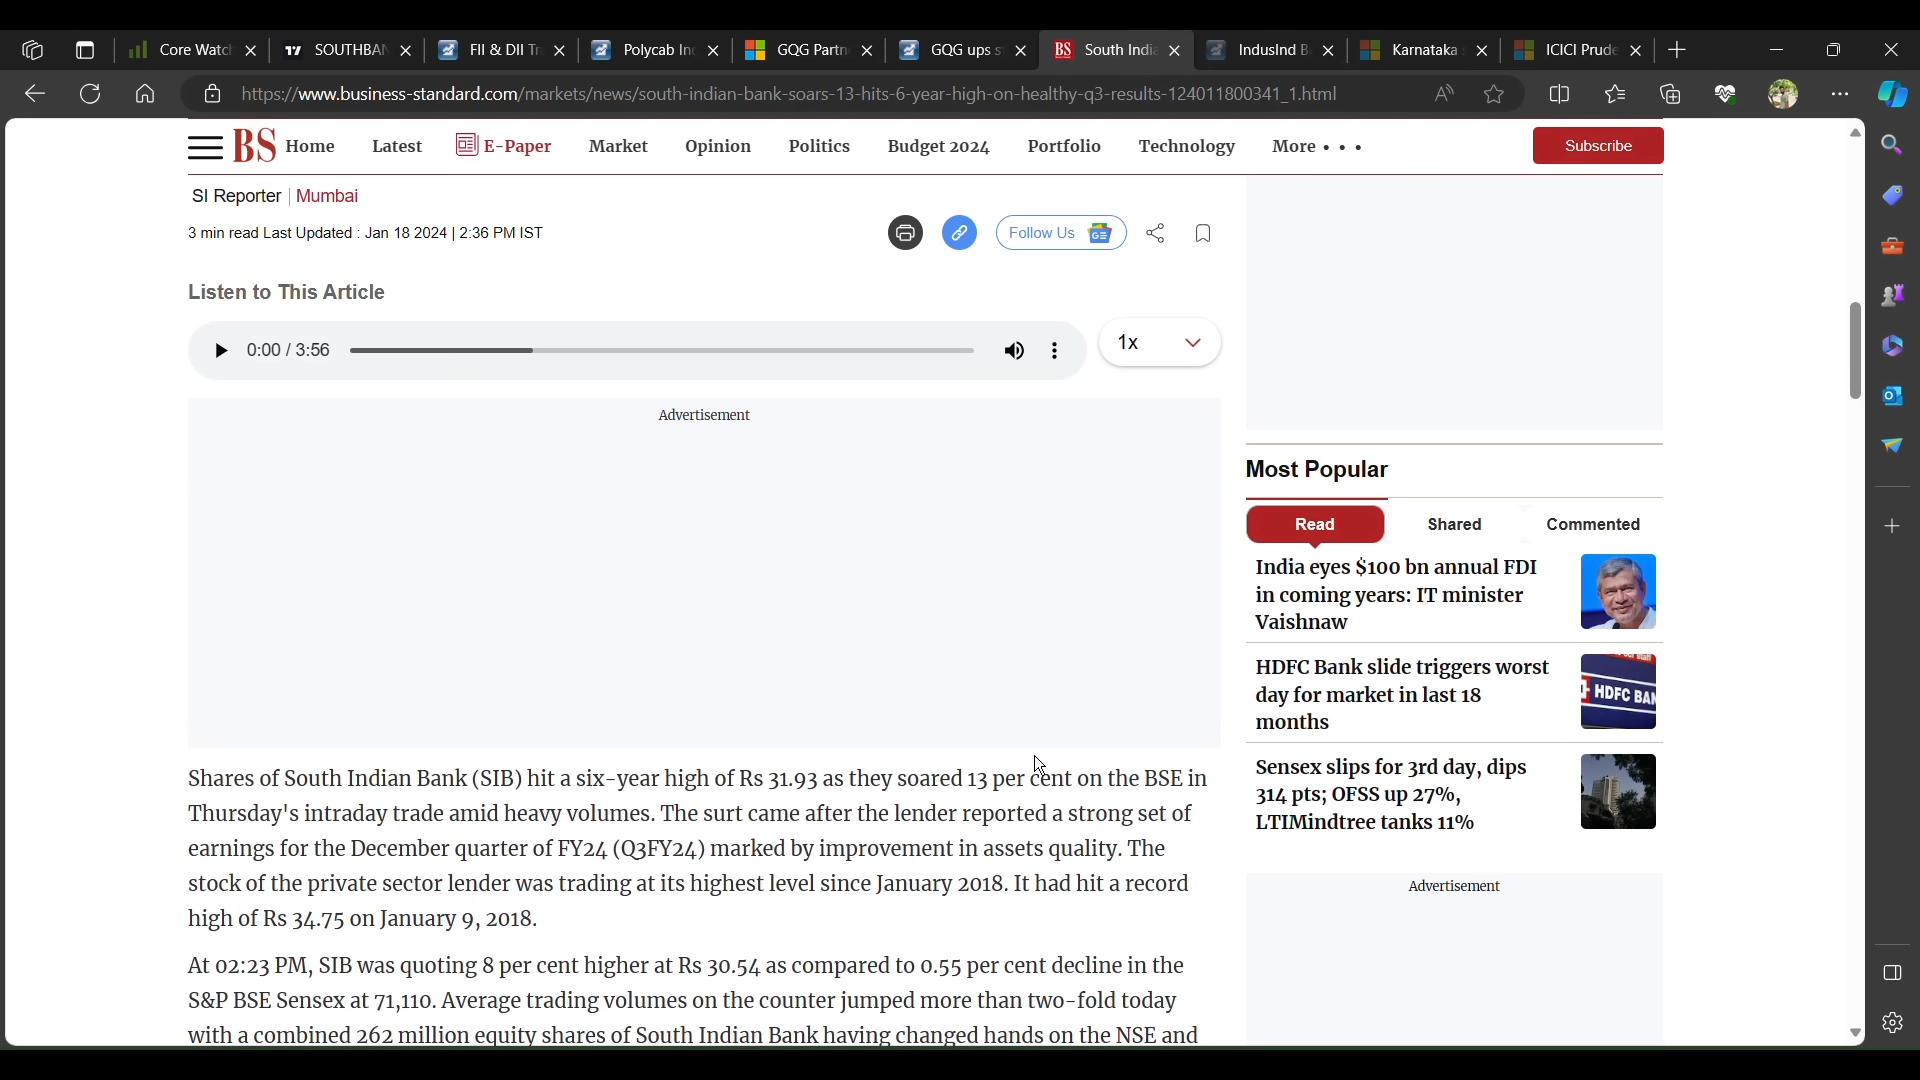 Core Watc
SOUTHBAN
FII & DII Tr
Polycab Inc
GQG Partn
GQG ups s
BS South India
IndusInd B
Karnataka
ICICI Prude
https://www.business-standard.com/markets/news/south-indian-bank-soars-13-hits-6-year-high-on-healthy-q3-results-124011800341_1.html
BS Home Latest E-Paper Market Opinion Politics Budget 2024 Portfolio Technology More Subscribe
SI Reporter | Mumbai
3 min read Last Updated : Jan 18 2024 | 2:36 PM IST
Follow Us
Listen to This Article
0:00 / 3:56
1x
Advertisement
Shares of South Indian Bank (SIB) hit a six-year high of Rs 31.93 as they soared 13 per cent on the BSE in
Thursday's intraday trade amid heavy volumes. The surt came after the lender reported a strong set of
earnings for the December quarter of FY24 (Q3FY24) marked by improvement in assets quality. The
stock of the private sector lender was trading at its highest level since January 2018. It had hit a record
high of Rs 34.75 on January 9, 2018.
At 02:23 PM, SIB was quoting 8 per cent higher at Rs 30.54 as compared to 0.55 per cent decline in the
S&P BSE Sensex at 71,110. Average trading volumes on the counter jumped more than two-fold today
with a combined 262 million equity shares of South Indian Bank having changed hands on the NSE and
Most Popular
Read Shared Commented
India eyes $100 bn annual FDI
in coming years: IT minister
Vaishnaw
HDFC Bank slide triggers worst
day for market in last 18
months
HDFC BAN
Sensex slips for 3rd day, dips
314 pts; OFSS up 27%,
LTIMindtree tanks 11%
Advertisement